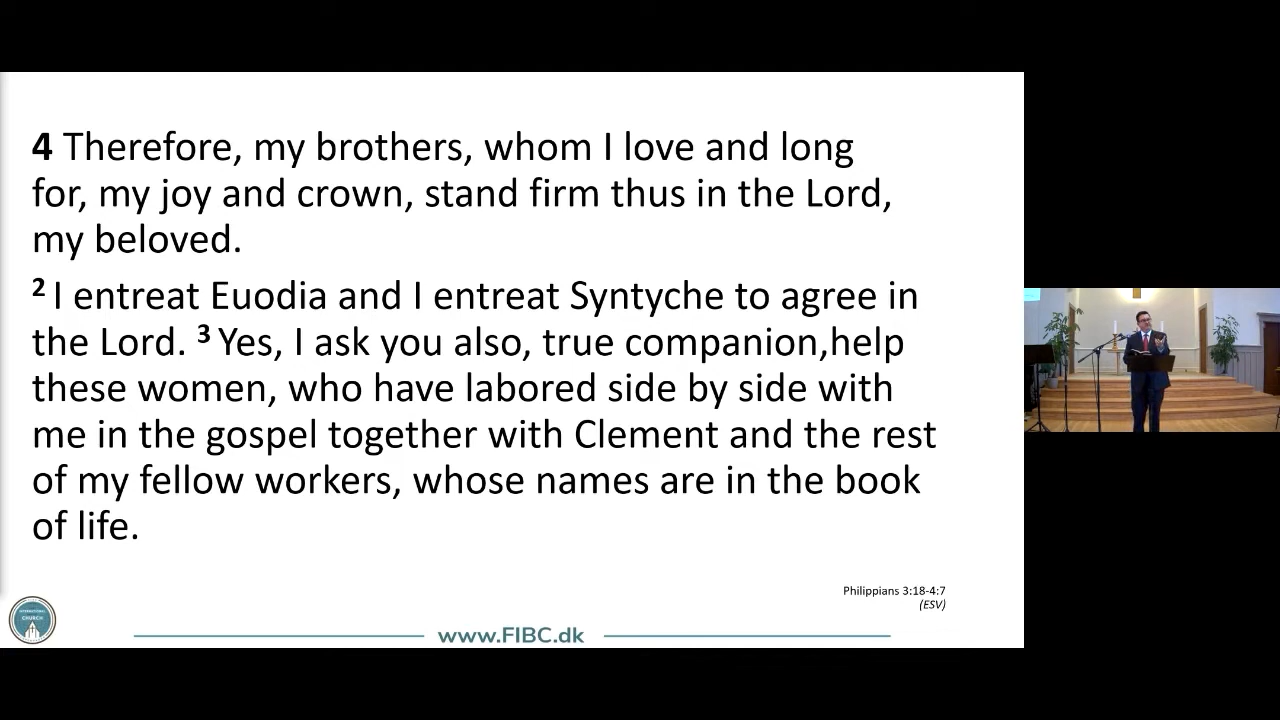 4 Therefore, my brothers, whom I love and long
for, my joy and crown, stand firm thus in the Lord,
my beloved.
2 I entreat Euodia and I entreat Syntyche to agree in
the Lord. 3 Yes, I ask you also, true companion,help
these women, who have labored side by side with
me in the gospel together with Clement and the rest
of my fellow workers, whose names are in the book
of life.
Philippians 3:18-4:7
(ESV)
INTERNATIONAL
CHURCH
www.FIBC.dk